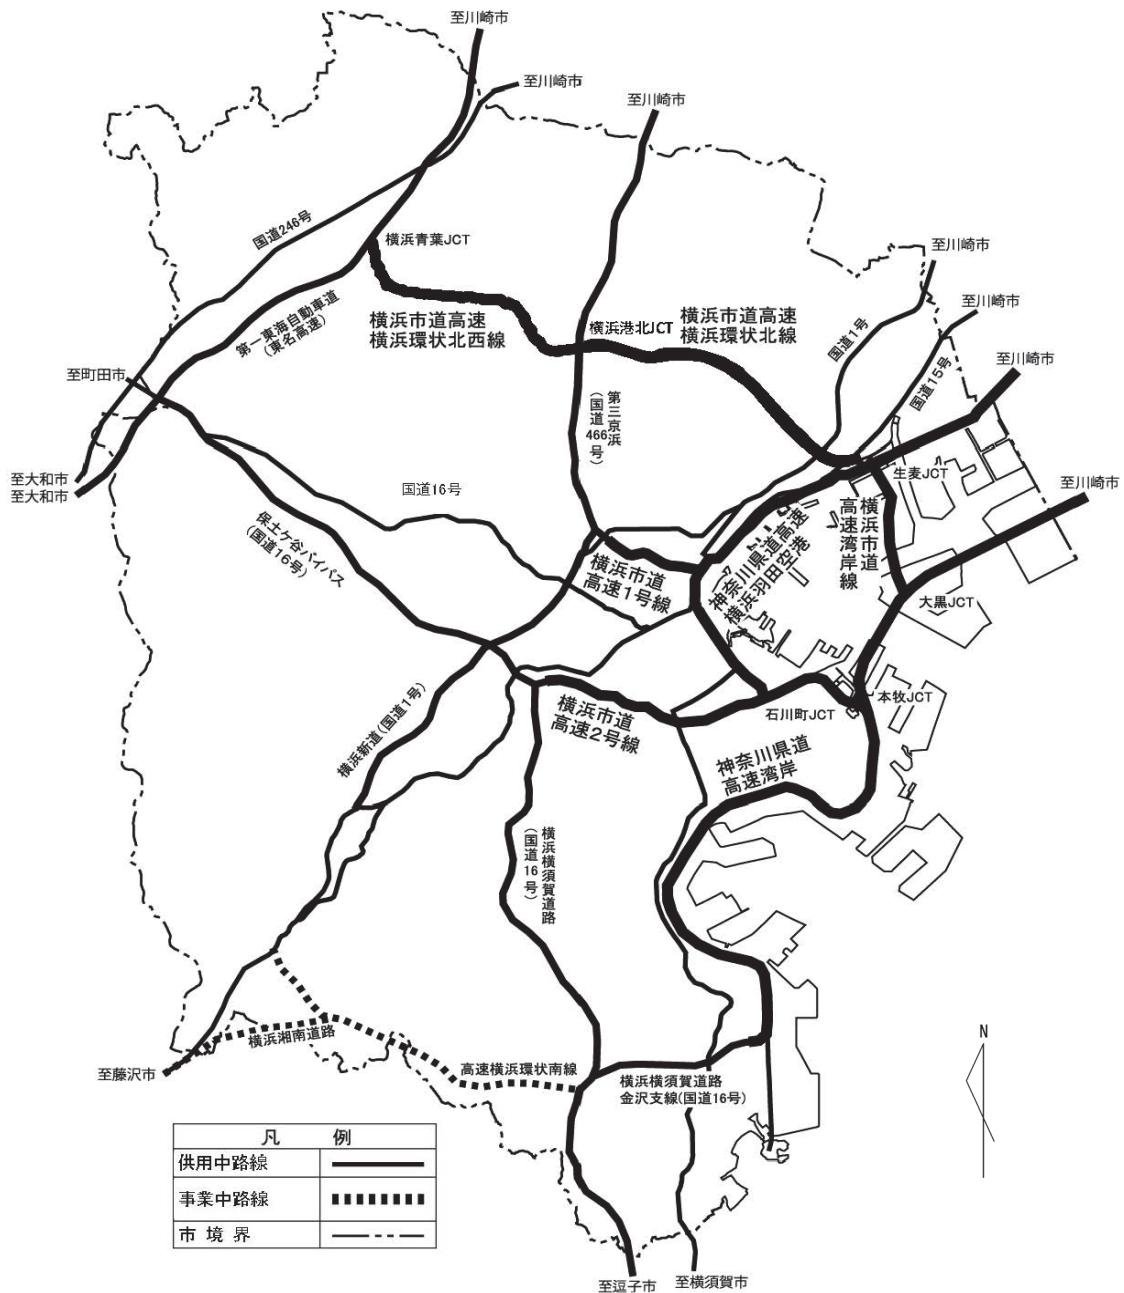 至川崎市
至川崎市
至川崎市
国道246号
横浜青葉JCT
至川崎市
至川崎市
第一東海自動車道
(東名高速)
横浜市道高速
横浜環状北西線
横浜港北JCT
横浜市道高速
横浜環状北線
国道1号
国道15号
至川崎市
至町田市
第三京浜
(国道466号)
至大和市
至大和市
国道16号
生麦JCT
至川崎市
保土ケ谷バイパス
(国道16号)
横浜市道
高速1号線
神奈川県道高速
横浜羽田空港
横浜市道
高速湾岸線
大黒JCT
横浜新道(国道1号)
横浜市道
高速2号線
石川町JCT
本牧JCT
神奈川県道
高速湾岸
横浜横須賀道路
(国道16号)
横浜湘南道路
至藤沢市
高速横浜環状南線
横浜横須賀道路
金沢支線(国道16号)
N
凡 例
供用中路線
事業中路線
市 境 界
至逗子市
至横須賀市